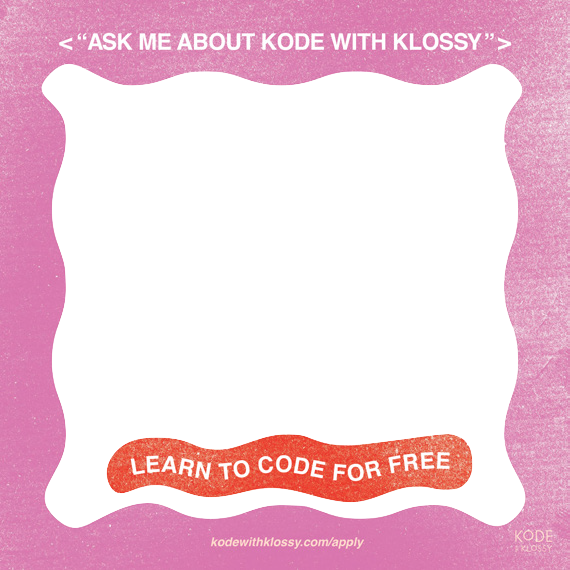 <“ASK ME ABOUT KODE WITH KLOSSY”>
LEARN TO CODE FOR FREE
kodewithklossy.com/apply
KODE
KLOSSY